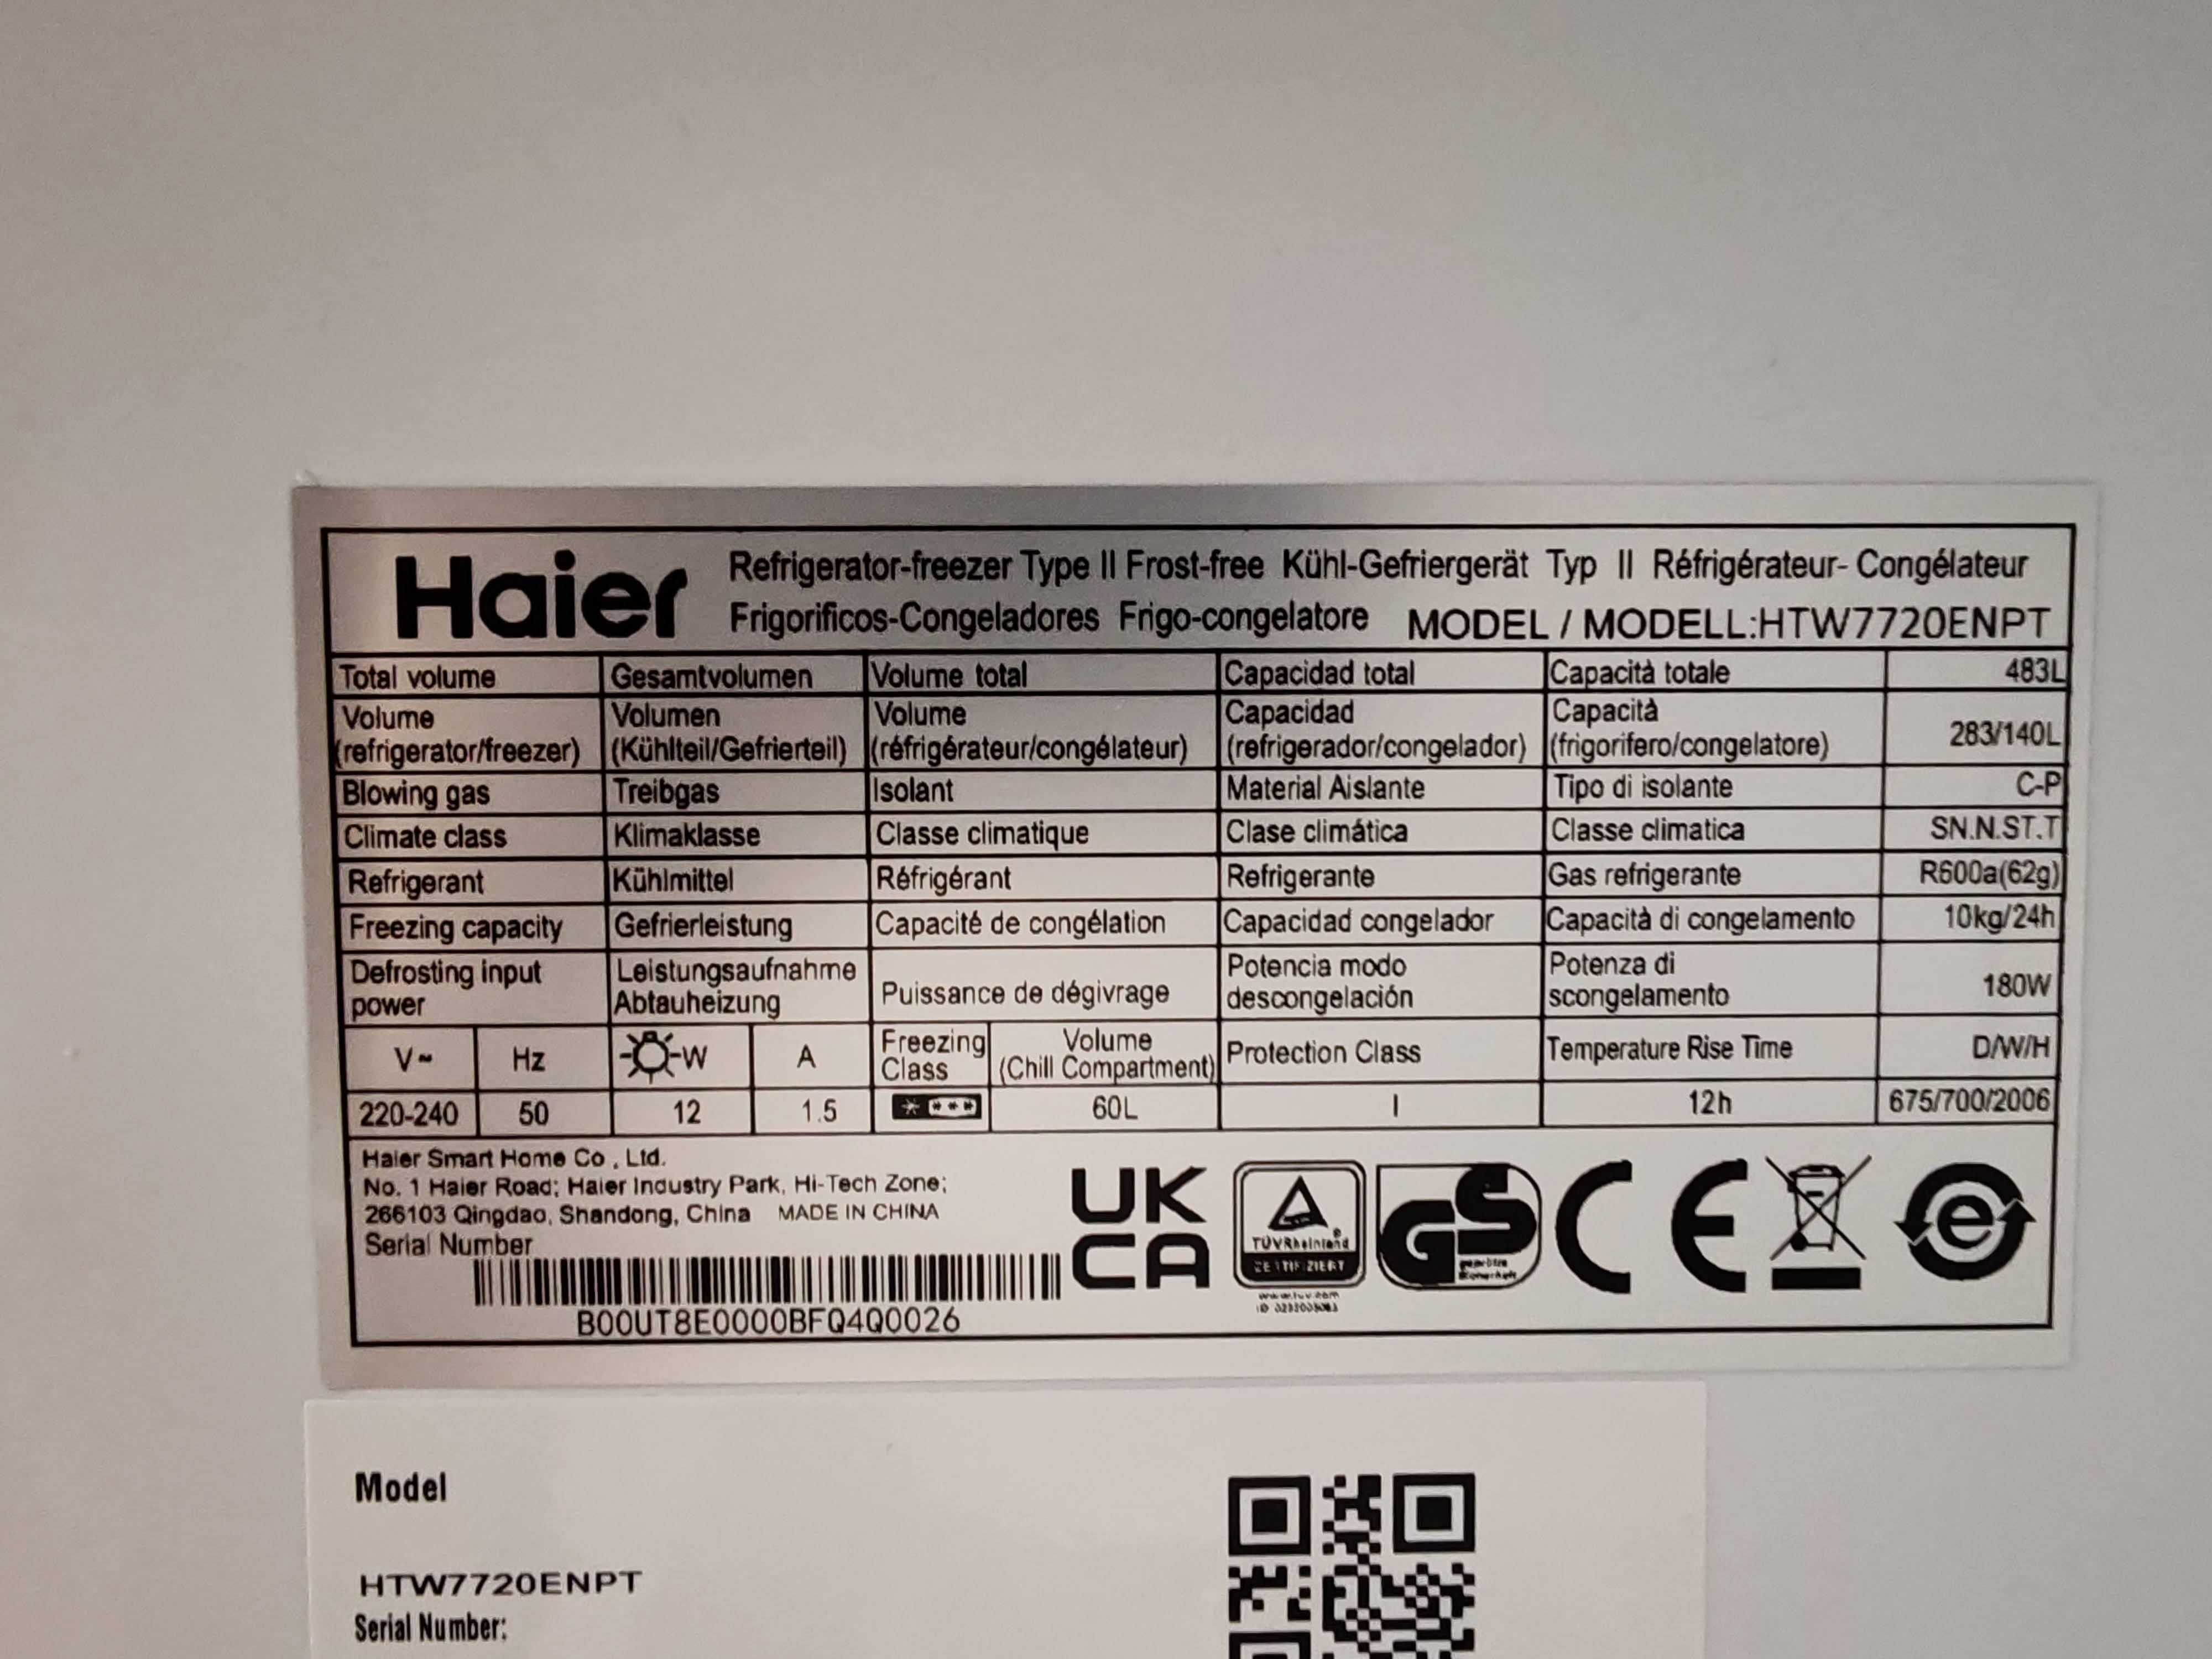 Haier
Refrigerator-freezer Type II Frost-free Kühl-Gefriergerät Typ II Réfrigérateur- Congélateur
Frigorificos-Congeladores Frigo-congelatore MODEL / MODELL:HTW7720ENPT
Total volume Gesamtvolumen Volume total Capacidad total Capacità totale 483L
Volume (refrigerator/freezer) Volumen (Kühlteil/Gefrierteil) Volume (réfrigérateur/congélateur) Capacidad (refrigerador/congelador) Capacità (frigorifero/congelatore) 283/140L
Blowing gas Treibgas Isolant Material Aislante Tipo di isolante C-P
Climate class Klimaklasse Classe climatique Clase climática Classe climatica SN.N.ST.T
Refrigerant Kühlmittel Réfrigérant Refrigerante Gas refrigerante R600a(62g)
Freezing capacity Gefrierleistung Capacité de congélation Capacidad congelador Capacità di congelamento 10kg/24h
Defrosting input power Leistungsaufnahme Abtauheizung Puissance de dégivrage Potencia modo descongelación Potenza di scongelamento 180W
V~ Hz W A Freezing Class Volume (Chill Compartment) Protection Class Temperature Rise Time D/W/H
220-240 50 12 1.5 60L I 12h 675/700/2006
Haier Smart Home Co., Ltd.
No. 1 Haier Road; Haier Industry Park, Hi-Tech Zone;
266103 Qingdao, Shandong, China MADE IN CHINA
Serial Number
B00UT8E0000BFQ4Q0026
UK
CA
TÜVRheinland
ZERTIFIZIERT
www.tuv.com
GS
geprüfte
Sicherheit
CE
e
Model
HTW7720ENPT
Serial Number: